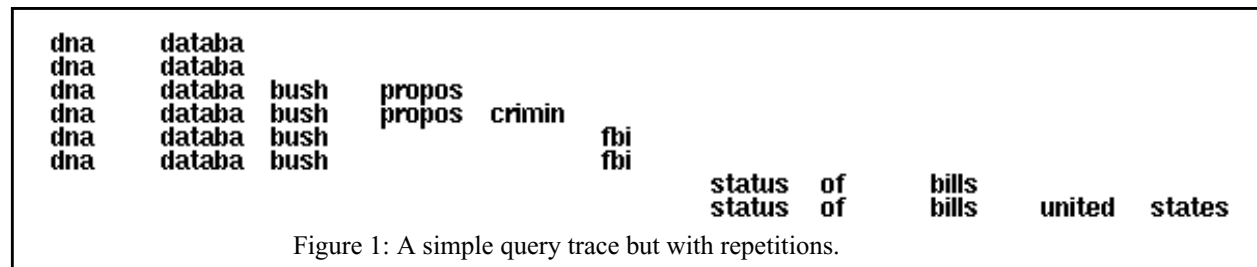 dna databa
dna databa
dna databa bush propos
dna databa bush propos crimin
dna databa bush fbi
dna databa bush fbi
status of bills
status of bills united states
Figure 1: A simple query trace but with repetitions.